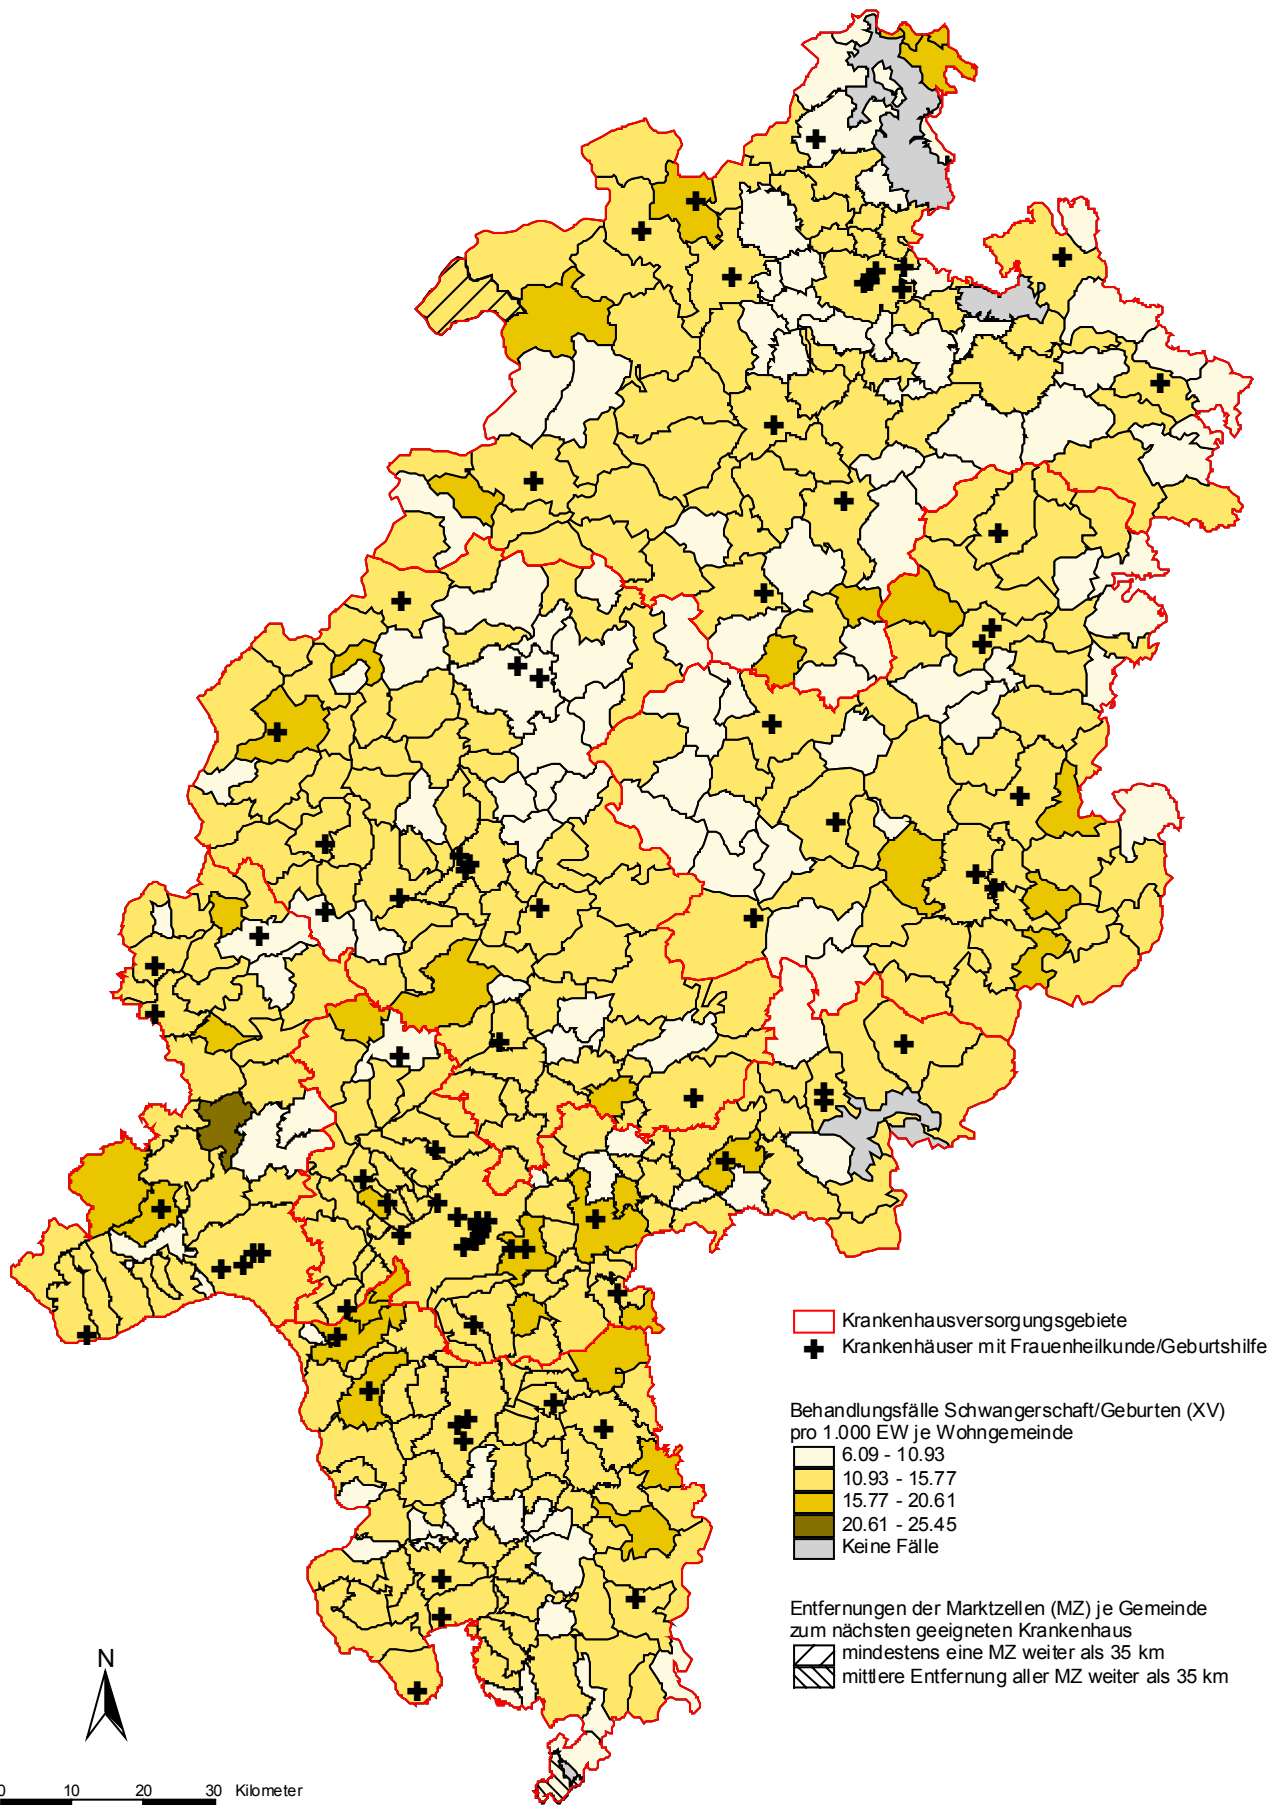 Krankenhausversorgungsgebiete
Krankenhäuser mit Frauenheilkunde/Geburtshilfe
Behandlungsfälle Schwangerschaft/Geburten (XV)
pro 1.000 EW je Wohngemeinde
6.09 - 10.93
10.93 - 15.77
15.77 - 20.61
20.61 - 25.45
Keine Fälle
Entfernungen der Marktzellen (MZ) je Gemeinde
zum nächsten geeigneten Krankenhaus
mindestens eine MZ weiter als 35 km
mittlere Entfernung aller MZ weiter als 35 km
N
0 10 20 30 Kilometer